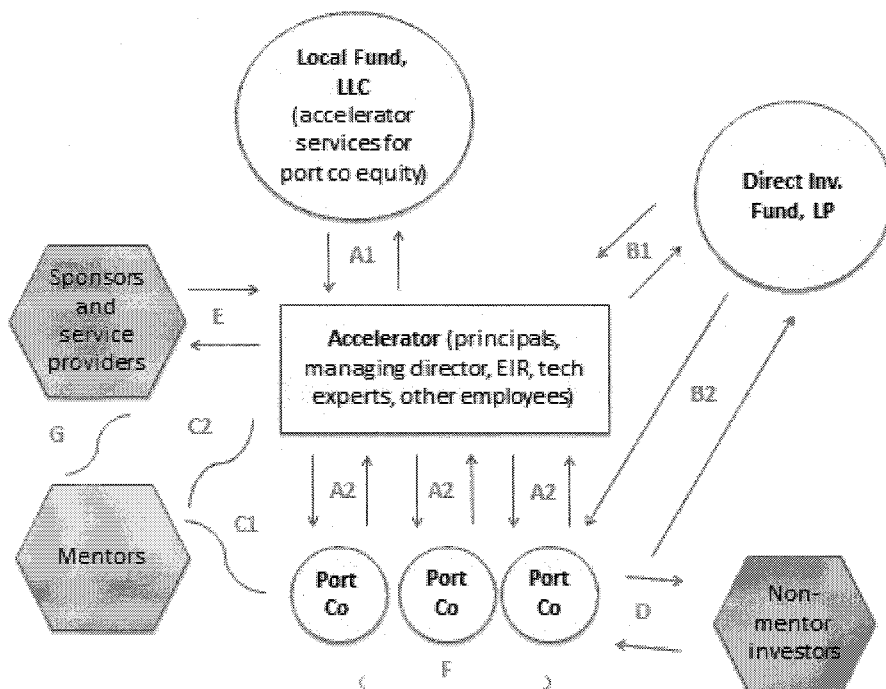 Local Fund,
LLC
(accelerator
services for
port co equity)
Direct Inv.
Fund, LP
A1
B1
Sponsors
and
service
providers
E
Accelerator (principals,
managing director, EIR, tech
experts, other employees)
B2
G
C2
A2
A2
A2
C1
Mentors
Port
Co
Port
Co
Port
Co
D
Non-
mentor
investors
F